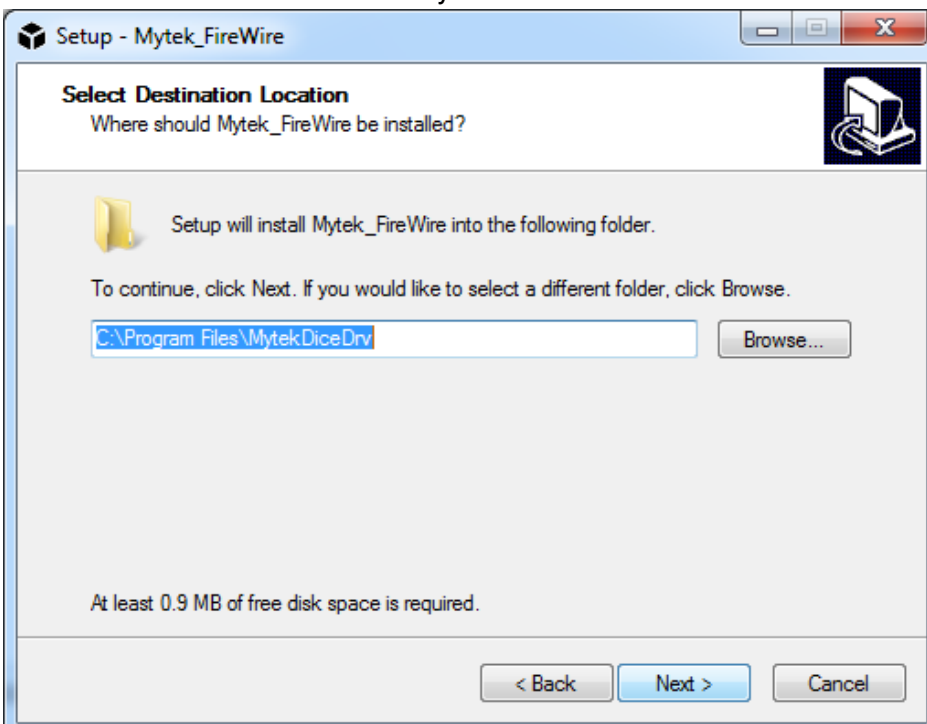 Setup - Mytek_FireWire
Select Destination Location
Where should Mytek_FireWire be installed?
Setup will install Mytek_FireWire into the following folder.
To continue, click Next. If you would like to select a different folder, click Browse.
C:\Program Files\MytekDiceDrv
Browse...
At least 0.9 MB of free disk space is required.
< Back
Next >
Cancel